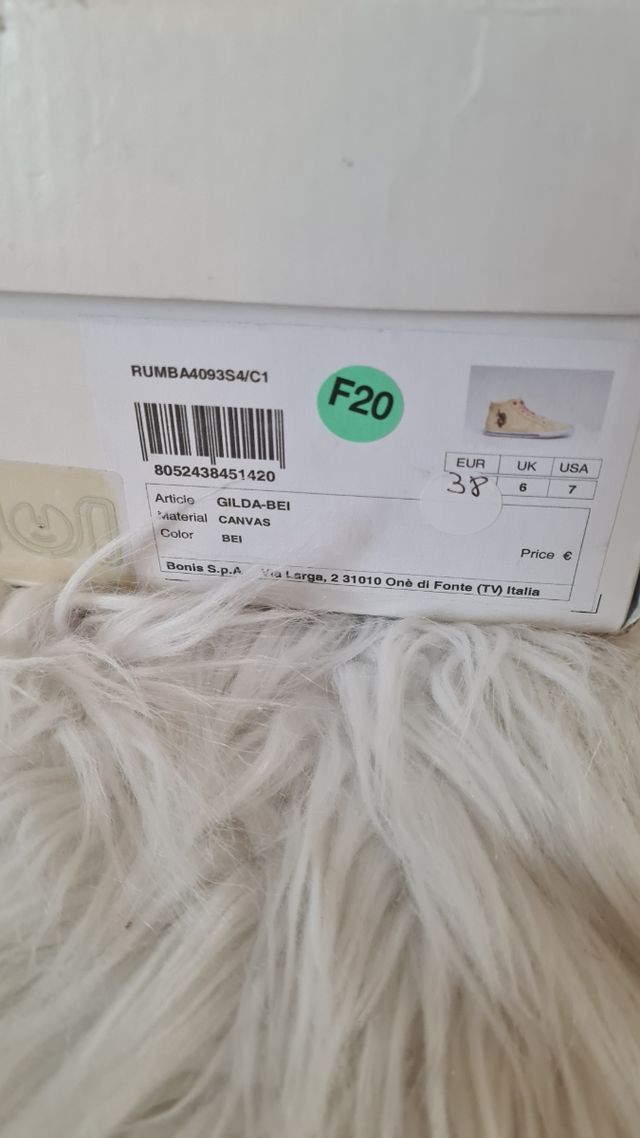 RUMBA4093S4/C1
F20
8052438451420
EUR UK USA
38 6 7
Article GILDA-BEI
Material CANVAS
Color BEI
Price €
Bonis S.p.A. Via Larga, 2 31010 Onè di Fonte (TV) Italia